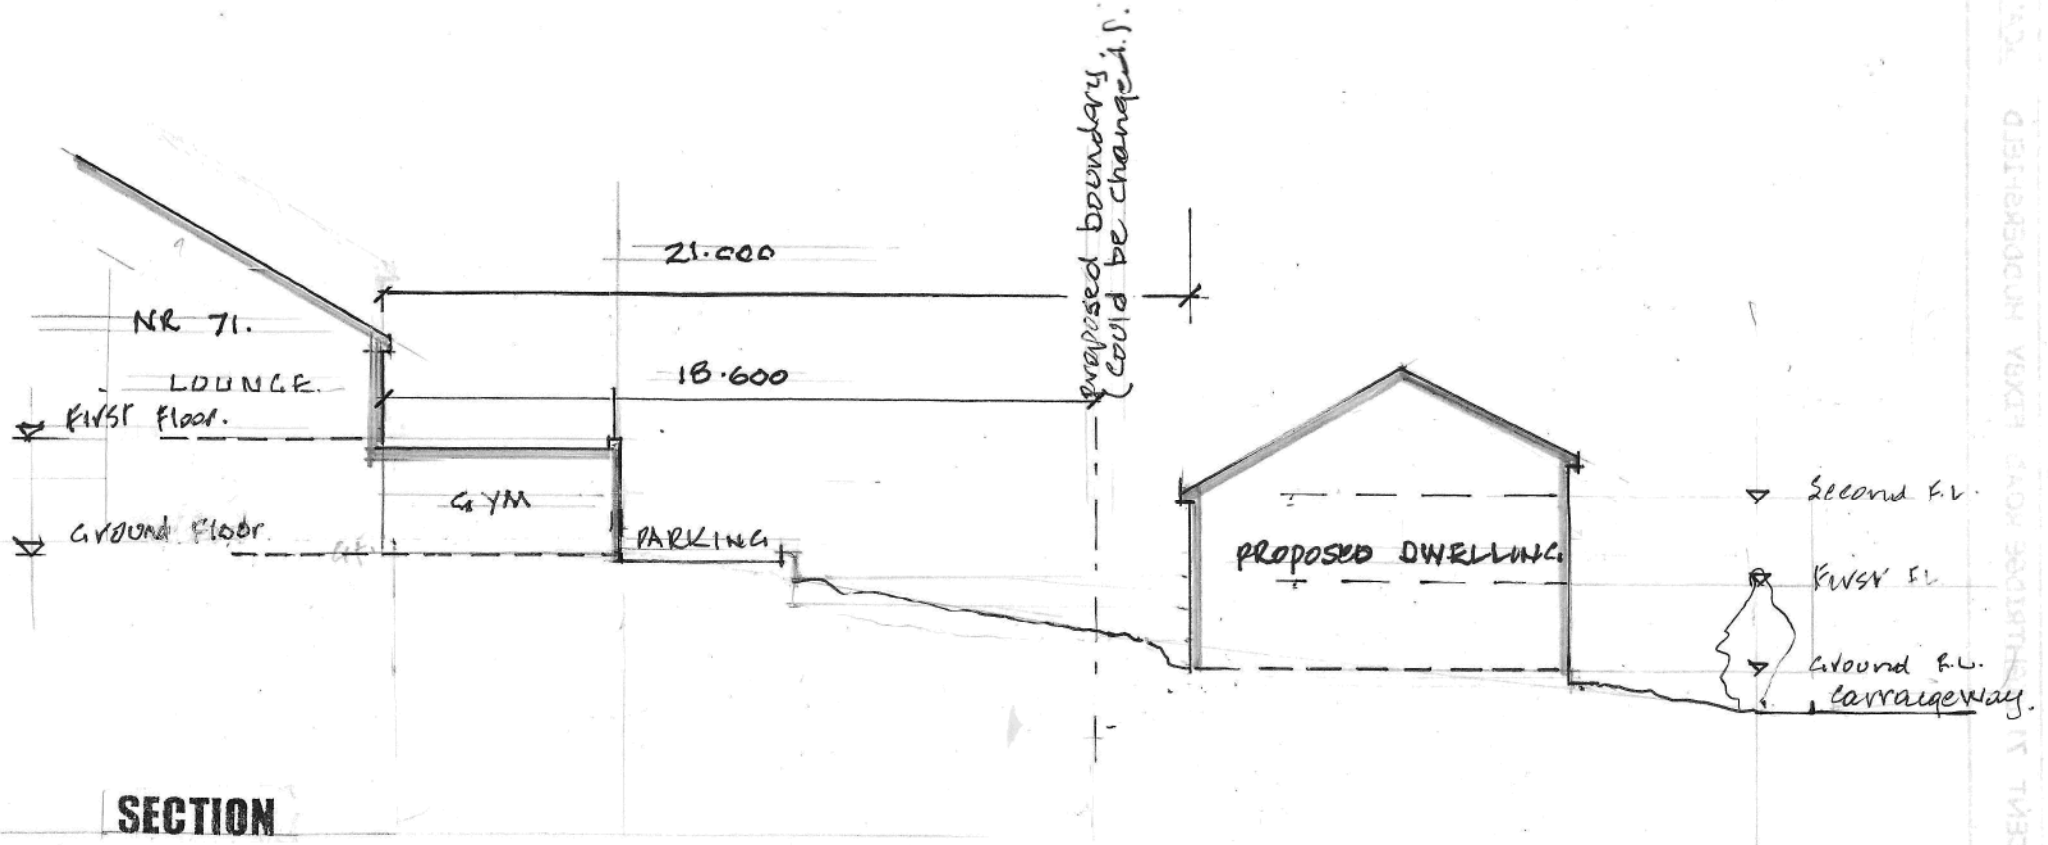 proposed boundary.
(could be changed
21.000
NR 71.
18.600
LOUNGE.
First Floor.
GYM
Second F.L.
Ground Floor.
PARKING
PROPOSED DWELLING
First FL
Ground F.L.
Carraigeway.
SECTION